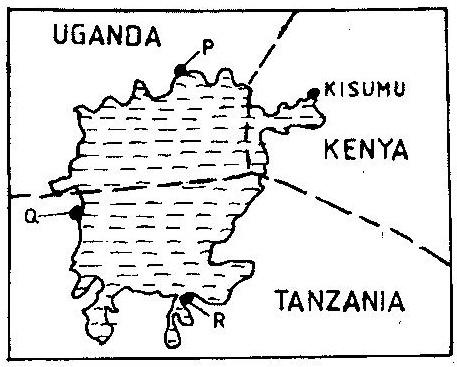 UGANDA
P
KISUMU
KENYA
Q
TANZANIA
R